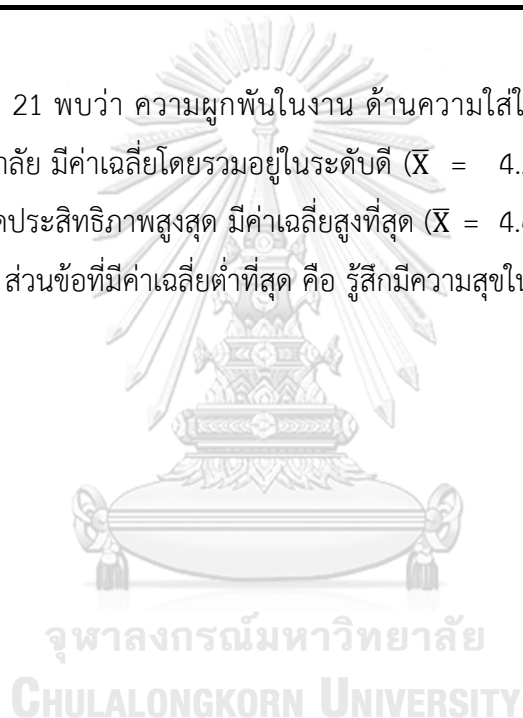 21 พบว่า ความผูกพันในงาน ด้านความใส่ใ
าลัย มีค่าเฉลี่ยโดยรวมอยู่ในระดับดี (X̅ = 4.
ดประสิทธิภาพสูงสุด มีค่าเฉลี่ยสูงที่สุด (X̅ = 4.
ส่วนข้อที่มีค่าเฉลี่ยต่ำที่สุด คือ รู้สึกมีความสุขใน
จุฬาลงกรณ์มหาวิทยาลัย
CHULALONGKORN UNIVERSITY